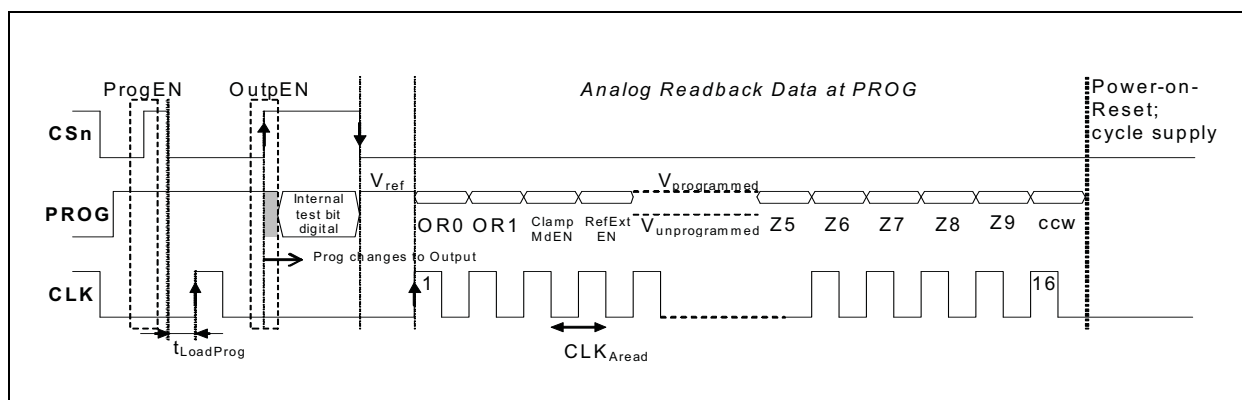 ProgEN
OutpEN
Analog Readback Data at PROG
Power-on-
Reset;
cycle supply
CSn
PROG
Internal
test bit
digital
Vref
OR0
OR1
Clamp
MdEN
RefExt
EN
Vprogrammed
Vunprogrammed
Z5
Z6
Z7
Z8
Z9
ccw
Prog changes to Output
CLK
1
16
tLoadProg
CLKAread